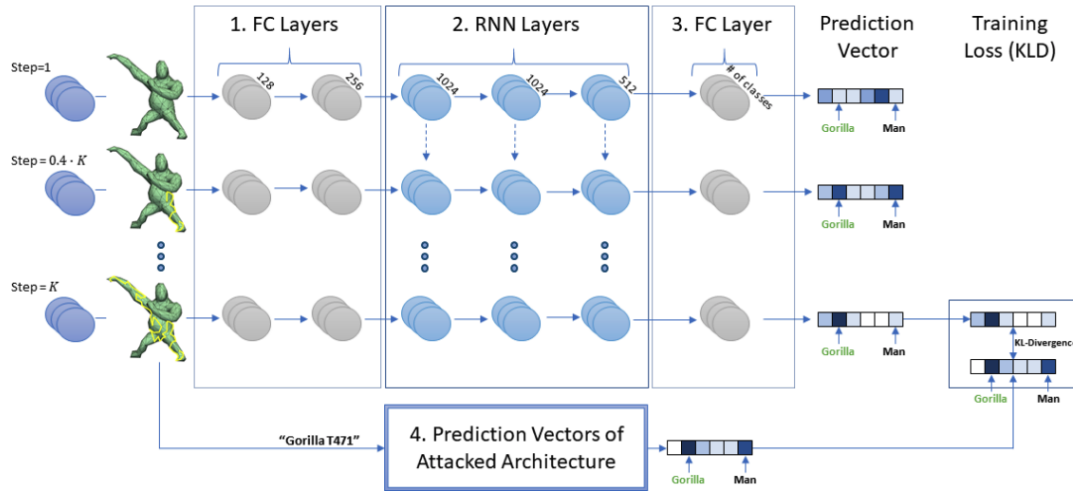 1. FC Layers
2. RNN Layers
3. FC Layer
Prediction
Vector
Training
Loss (KLD)
Step=1
128
256
1024
1024
512
# of classes
Gorilla
Man
Step = 0.4 · K
Gorilla
Man
Step=K
Gorilla
Man
KL-Divergence
Gorilla
Man
"Gorilla T471"
4. Prediction Vectors of
Attacked Architecture
Gorilla
Man